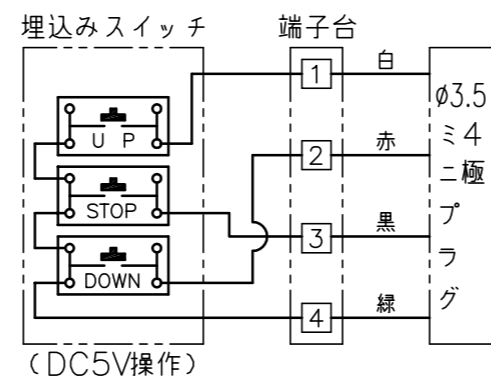 埋込みスイッチ
端子台
UP
STOP
DOWN
(DC5V操作)
1
2
3
4
白
赤
黒
緑
φ3.5
ミニプラグ
4極